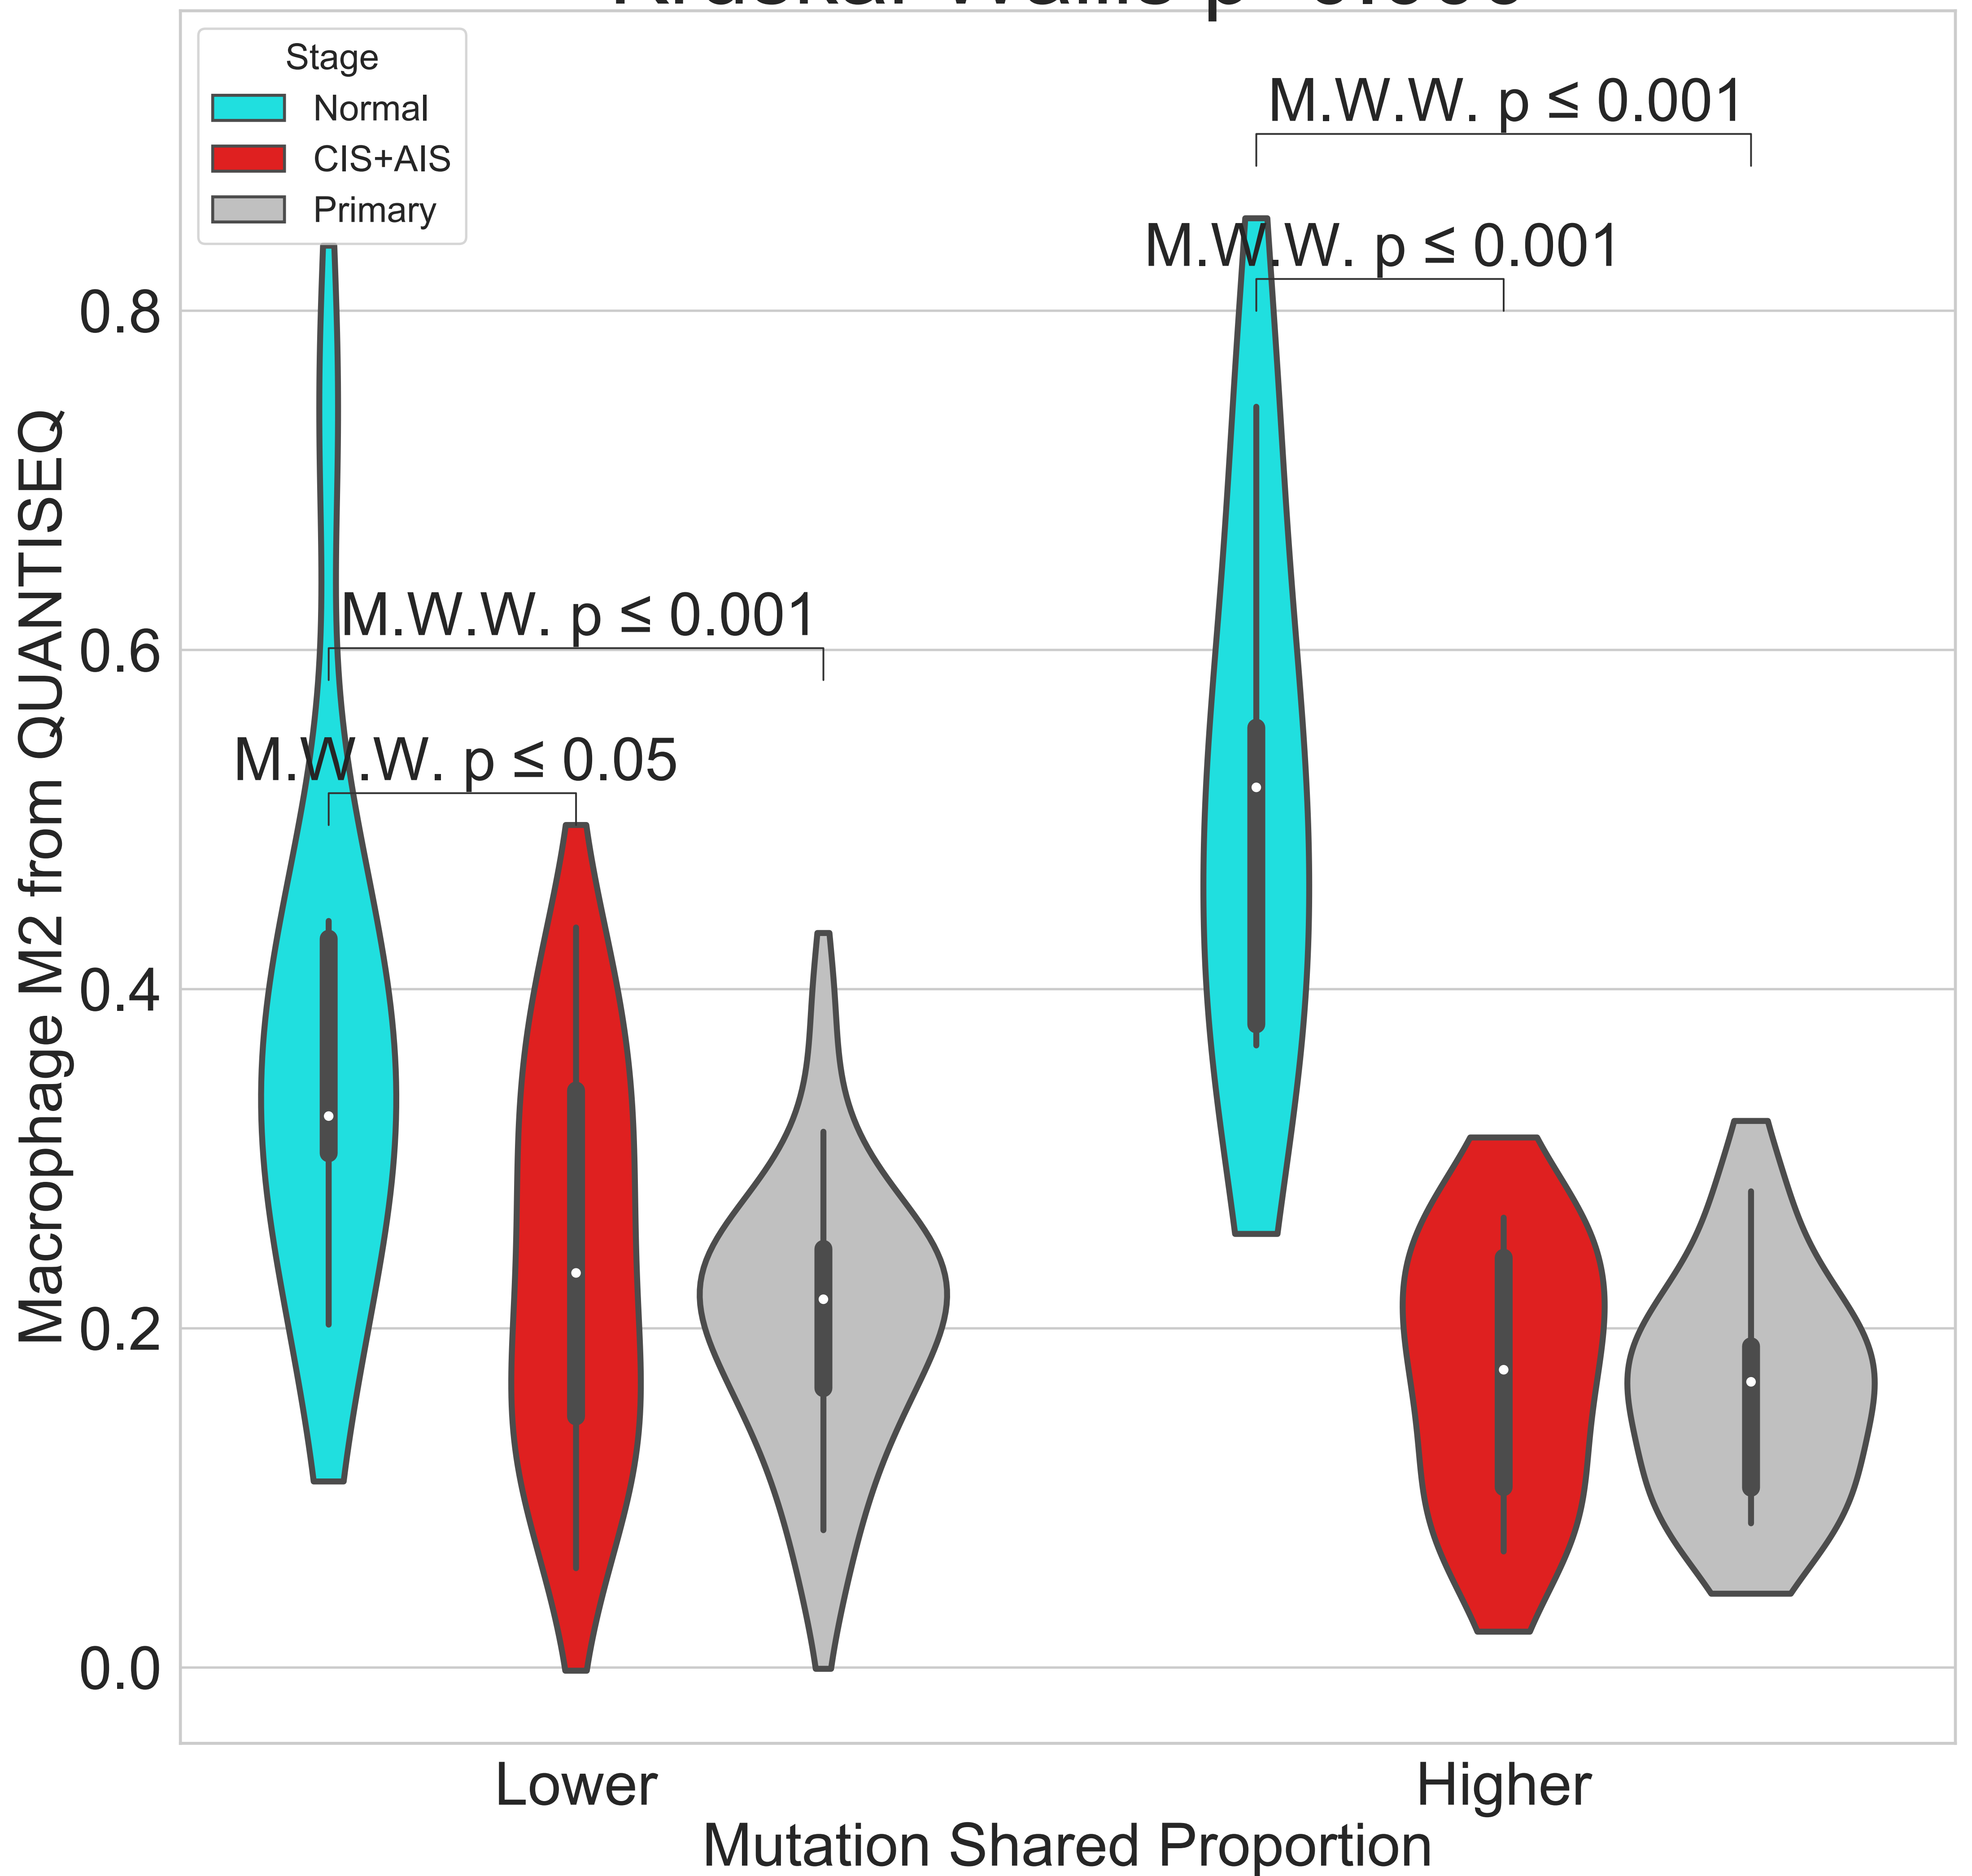 Stage
Normal
CIS+AIS
Primary
M.W.W. p ≤ 0.001
M.W.W. p ≤ 0.001
M.W.W. p ≤ 0.001
M.W.W. p ≤ 0.05
Macrophage M2 from QUANTISEQ
0.8
0.6
0.4
0.2
0.0
Lower
Higher
Mutation Shared Proportion